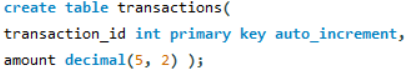 create table transactions(
transaction_id int primary key auto_increment,
amount decimal(5, 2) );